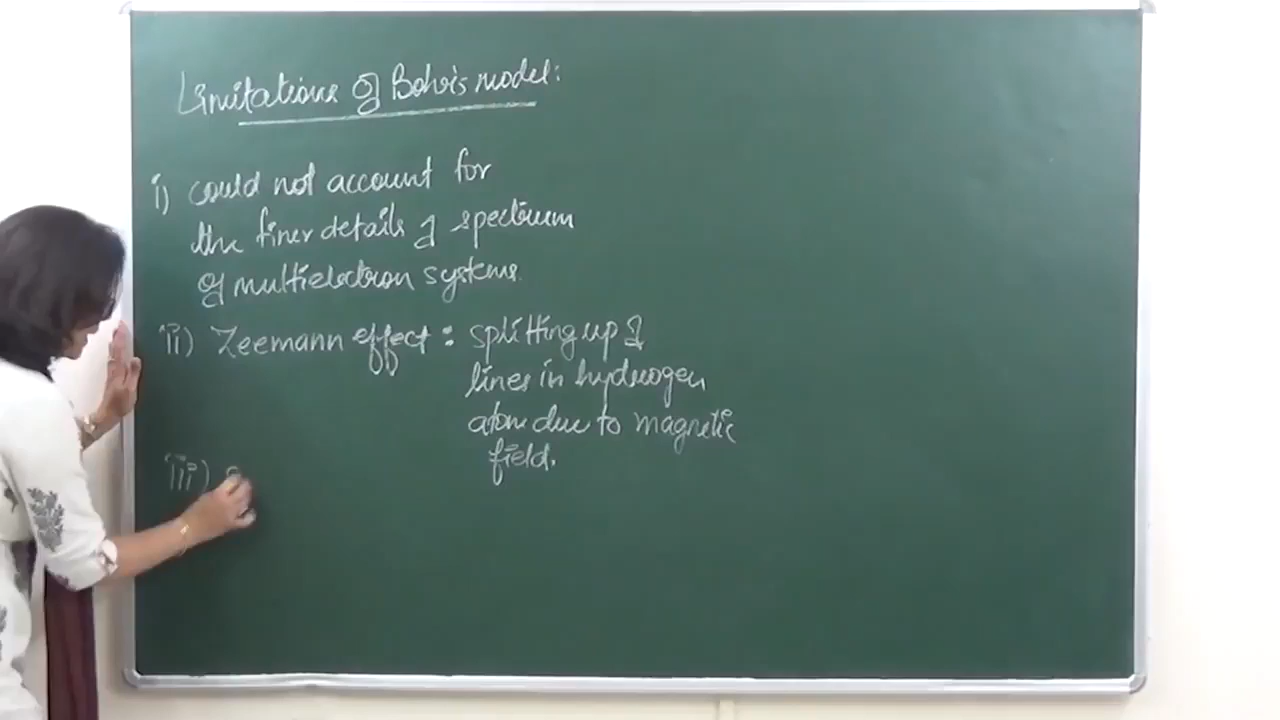 Limitations of Bohr's model:
i) could not account for
the finer details of spectrum
of multielectron systems.
ii) Zeemann effect : splitting up of
lines in hydrogen
atom due to magnetic
field.
iii)